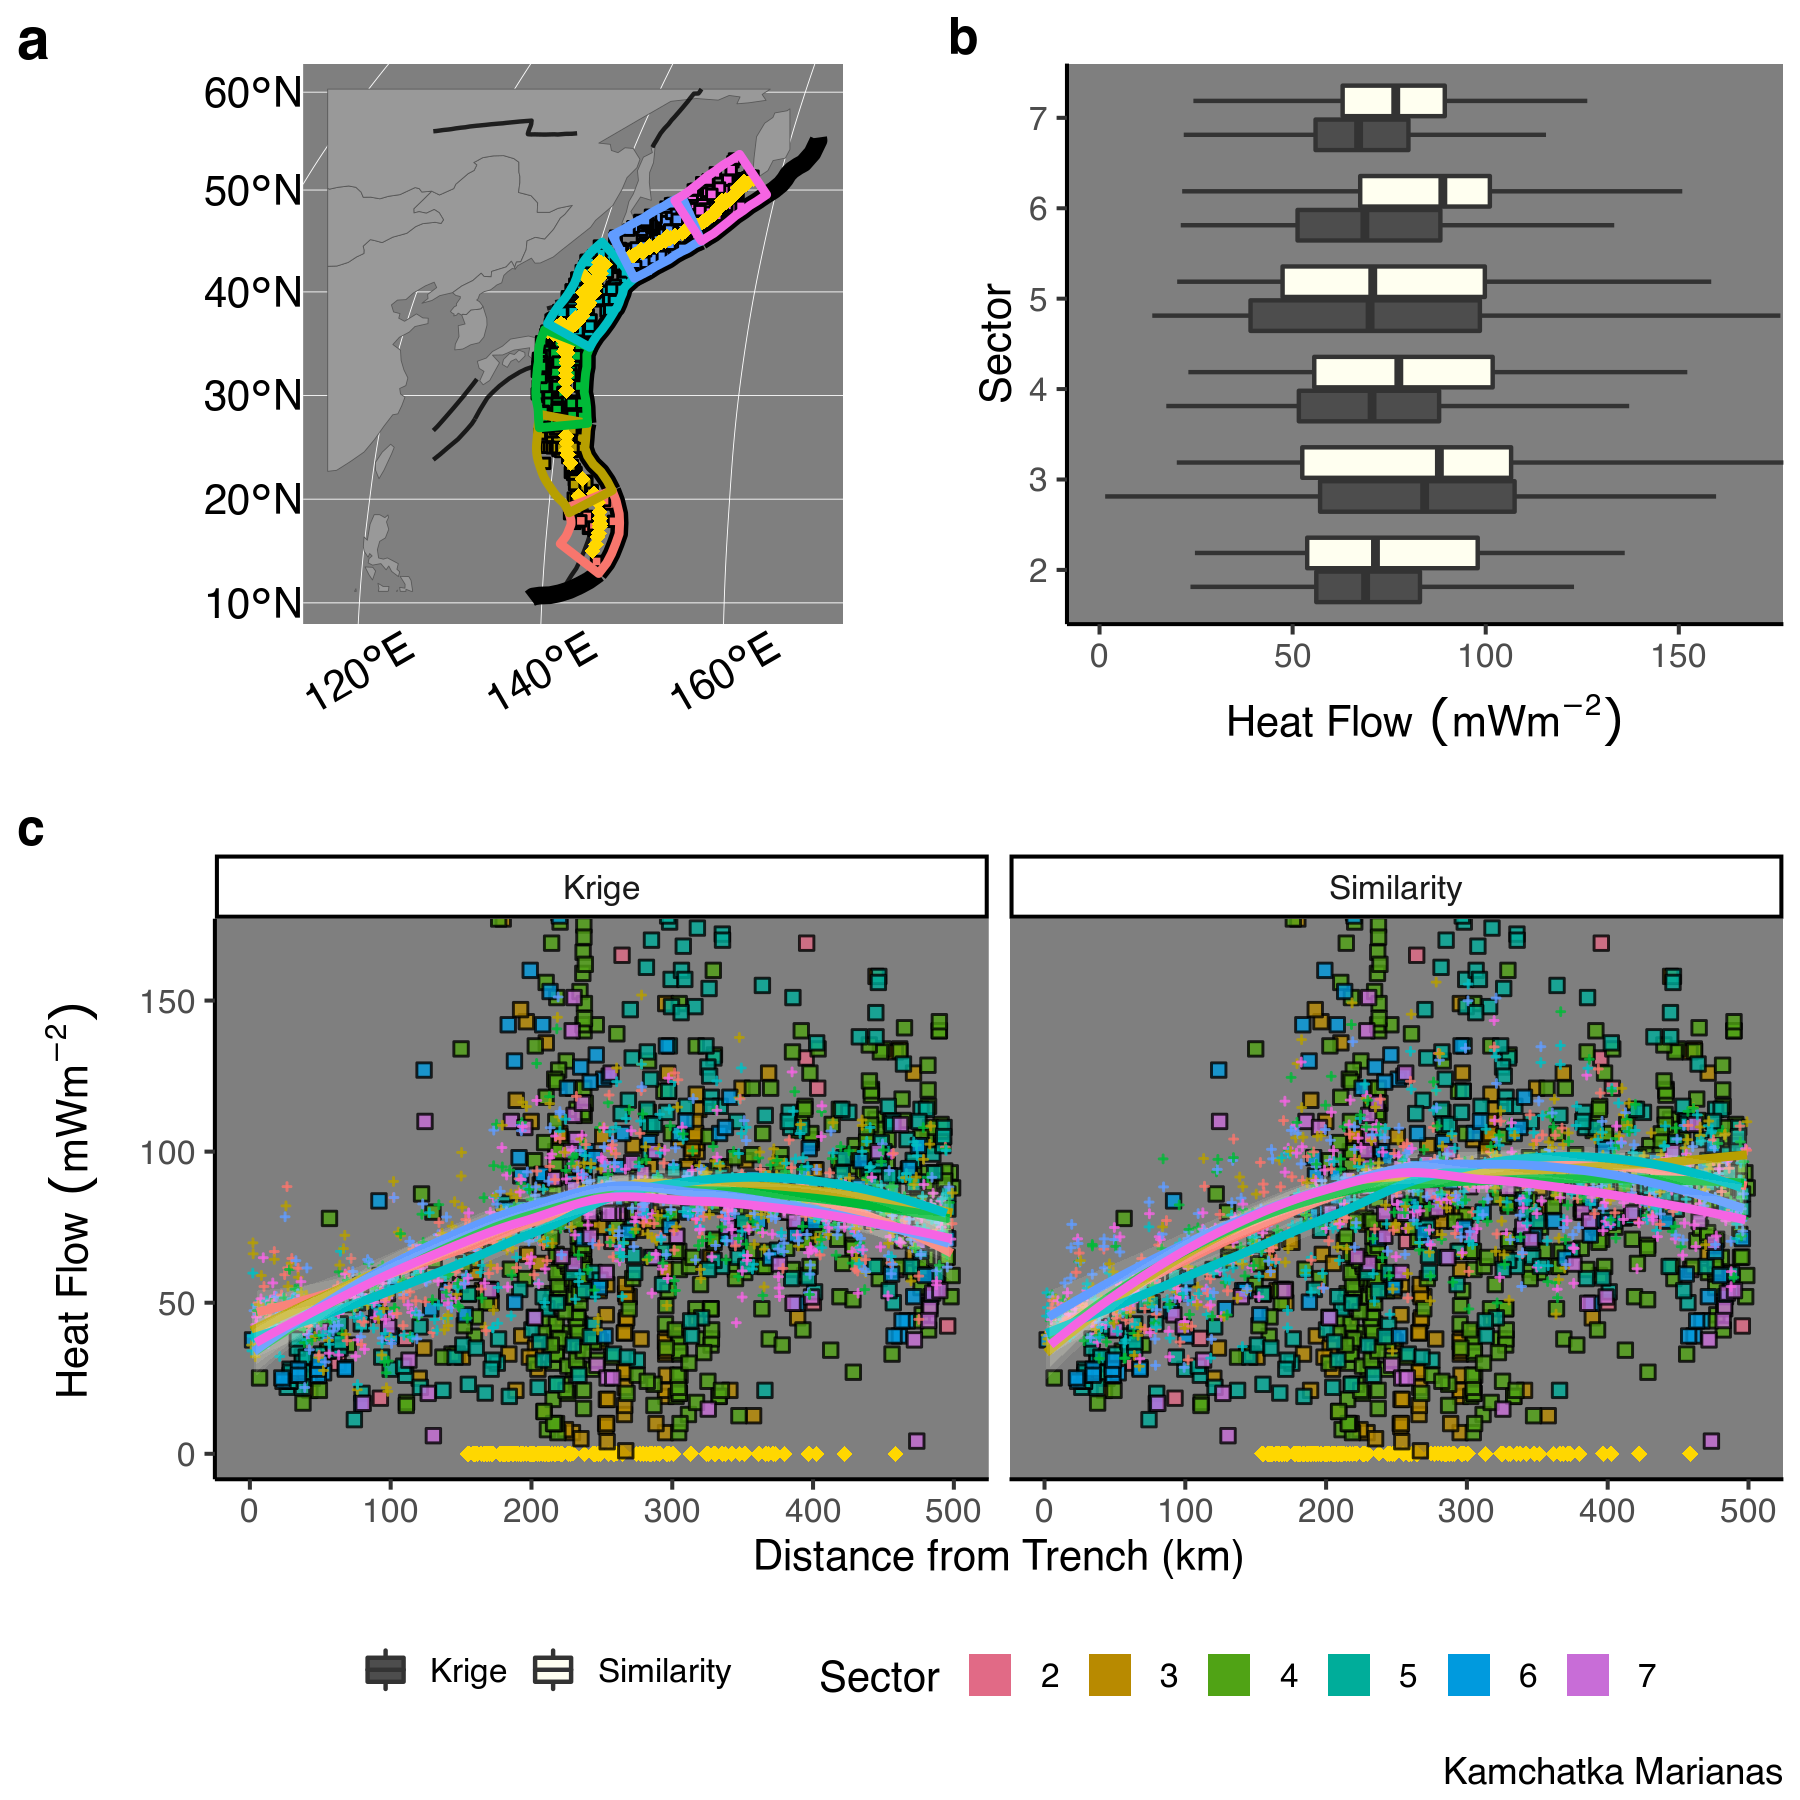 a
60°N
50°N
40°N
30°N
20°N
10°N
120°E
140°E
160°E
b
Sector
7
6
5
4
3
2
0
50
100
150
Heat Flow (mWm−2)
c
Krige
Similarity
Heat Flow (mWm−2)
150
100
50
0
0
100
200
300
400
500
0
100
200
300
400
500
Distance from Trench (km)
Krige
Similarity
Sector
2
3
4
5
6
7
Kamchatka Marianas